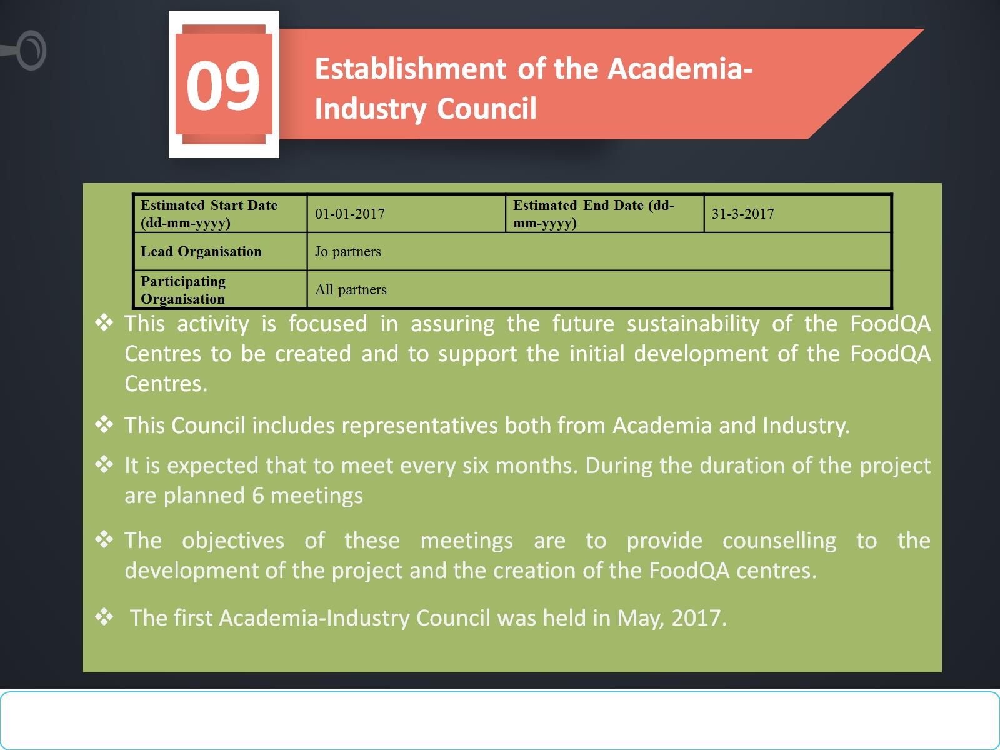 09
Establishment of the Academia-
Industry Council
Estimated Start Date (dd-mm-yyyy) 01-01-2017 Estimated End Date (dd-mm-yyyy) 31-3-2017
Lead Organisation Jo partners
Participating Organisation All partners
❖ This activity is focused in assuring the future sustainability of the FoodQA
Centres to be created and to support the initial development of the FoodQA
Centres.
❖ This Council includes representatives both from Academia and Industry.
❖ It is expected that to meet every six months. During the duration of the project
are planned 6 meetings
❖ The objectives of these meetings are to provide counselling to the
development of the project and the creation of the FoodQA centres.
❖ The first Academia-Industry Council was held in May, 2017.